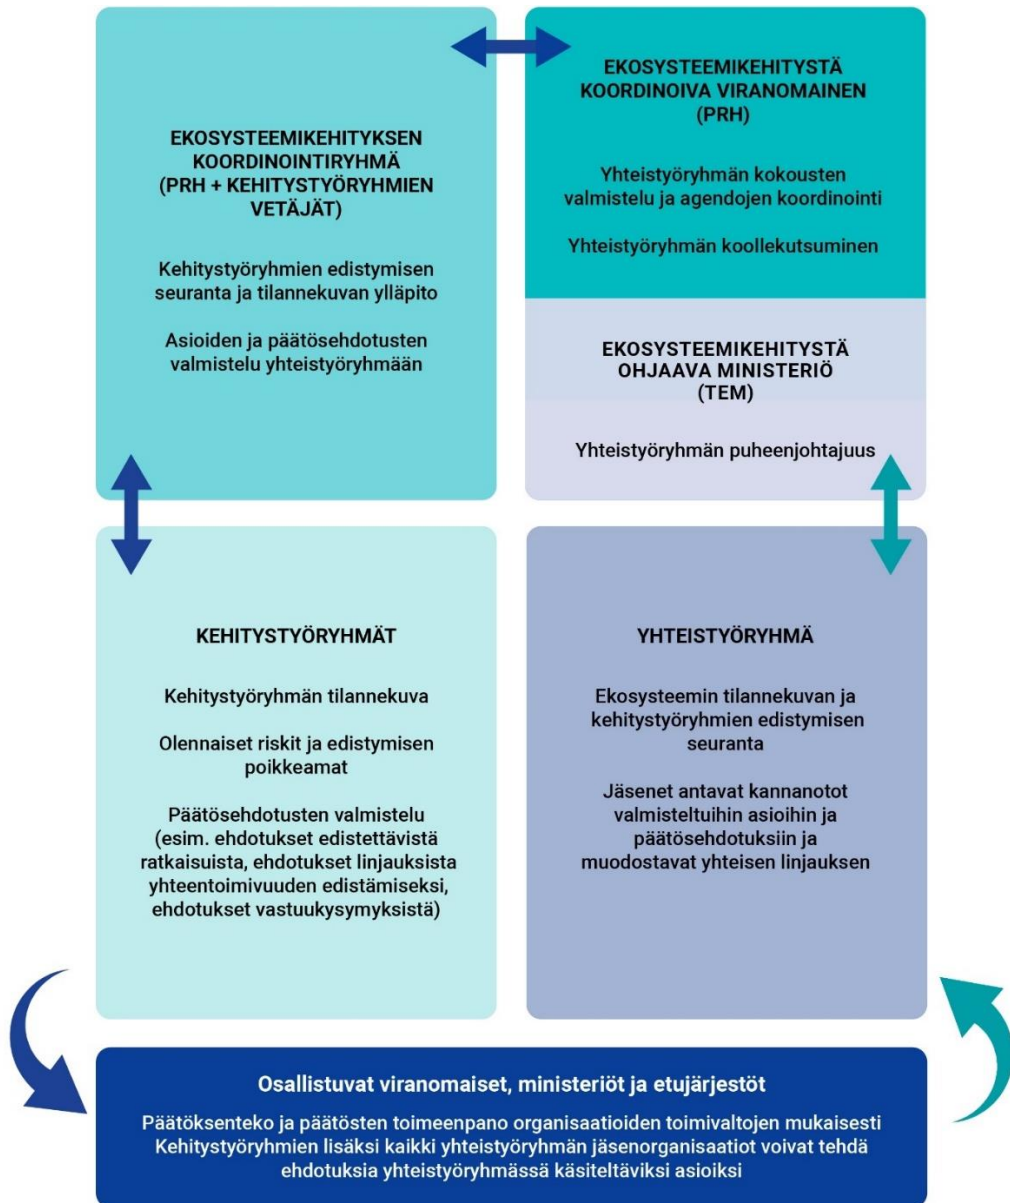 EKOSYSTEEMIKEHITYKSEN
KOORDINOINTIRYHMÄ
(PRH + KEHITYSTYÖRYHMIEN
VETÄJÄT)
Kehitystyöryhmien edistymisen
seuranta ja tilannekuvan ylläpito
Asioiden ja päätösehdotusten
valmistelu yhteistyöryhmään
EKOSYSTEEMIKEHITYSTÄ
KOORDINOIVA VIRANOMAINEN
(PRH)
Yhteistyöryhmän kokousten
valmistelu ja agendojen koordinointi
Yhteistyöryhmän koollekutsuminen
EKOSYSTEEMIKEHITYSTÄ
OHJAAVA MINISTERIÖ
(TEM)
Yhteistyöryhmän puheenjohtajuus
KEHITYSTYÖRYHMÄT
Kehitystyöryhmän tilannekuva
Olennaiset riskit ja edistymisen
poikkeamat
Päätösehdotusten valmistelu
(esim. ehdotukset edistettävistä
ratkaisuista, ehdotukset linjauksista
yhteentoimivuuden edistämiseksi,
ehdotukset vastuukysymyksistä)
YHTEISTYÖRYHMÄ
Ekosysteemin tilannekuvan ja
kehitystyöryhmien edistymisen
seuranta
Jäsenet antavat kannanotot
valmisteltuihin asioihin ja
päätösehdotuksiin ja
muodostavat yhteisen linjauksen
Osallistuvat viranomaiset, ministeriöt ja etujärjestöt
Päätöksenteko ja päätösten toimeenpano organisaatioiden toimivaltojen mukaisesti
Kehitystyöryhmien lisäksi kaikki yhteistyöryhmän jäsenorganisaatiot voivat tehdä
ehdotuksia yhteistyöryhmässä käsiteltäviksi asioiksi